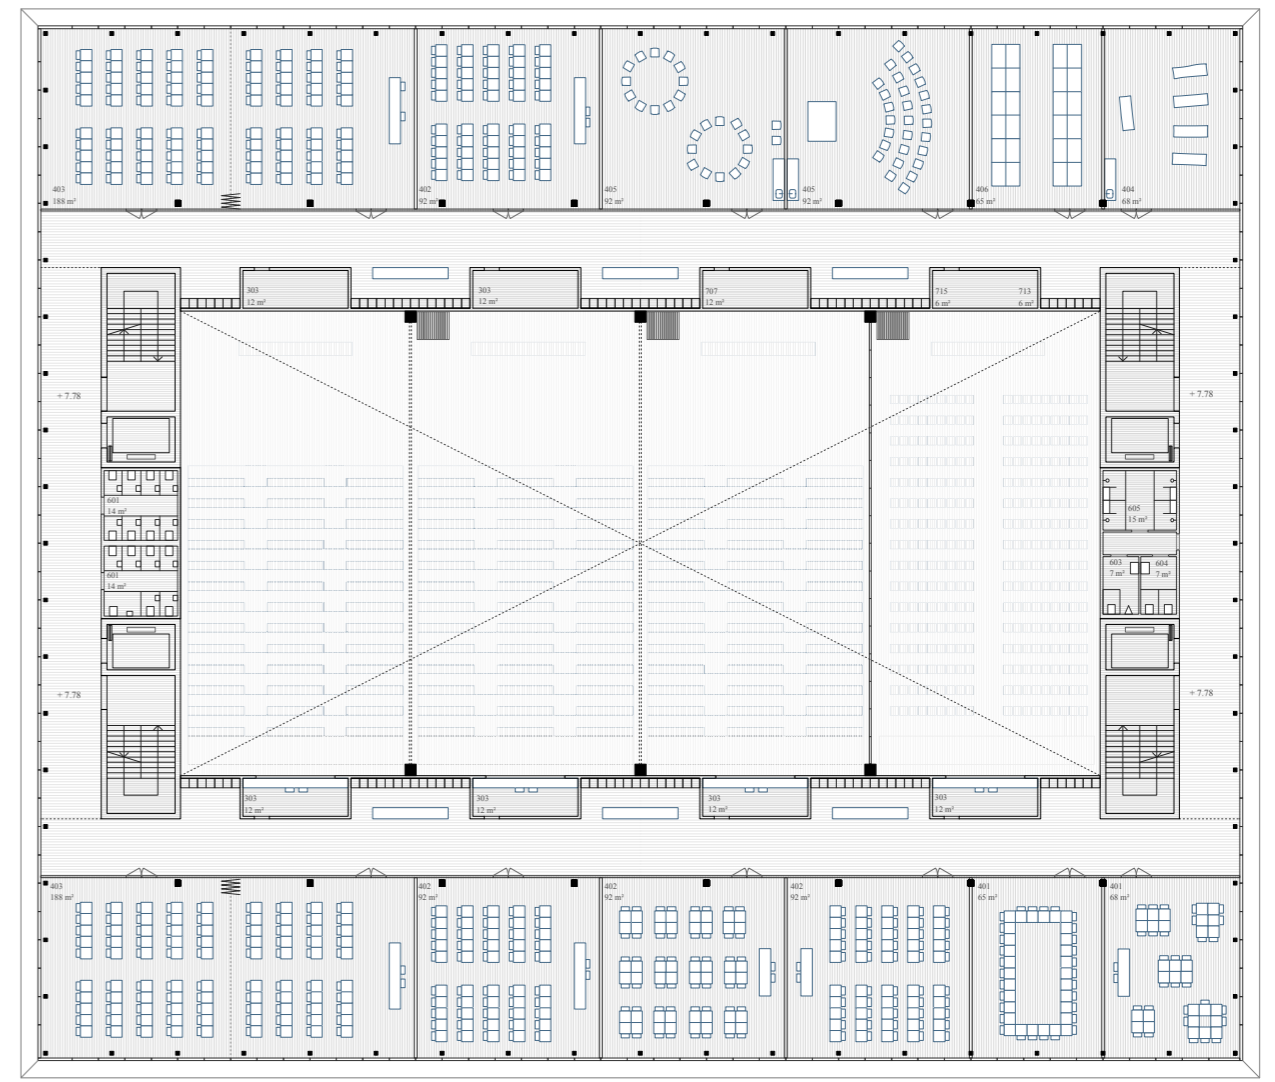 403
188 m²
402
92 m²
405
92 m²
405
92 m²
406
65 m²
404
68 m²
303
12 m²
303
12 m²
707
12 m²
715
6 m²
713
6 m²
+ 7.78
+ 7.78
601
14 m²
605
15 m²
603
7 m²
604
7 m²
601
14 m²
+ 7.78
+ 7.78
303
12 m²
303
12 m²
303
12 m²
303
12 m²
403
188 m²
402
92 m²
402
92 m²
402
92 m²
401
65 m²
401
68 m²